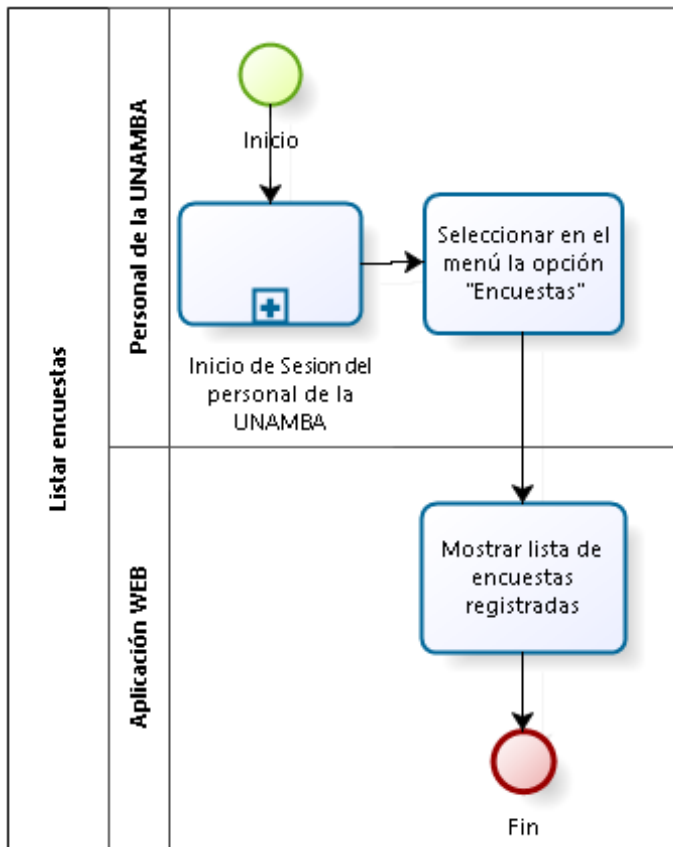 Listar encuestas
Personal de la UNAMBA
Inicio
Inicio de Sesion del
personal de la
UNAMBA
Seleccionar en el
menú la opción
"Encuestas"
Aplicación WEB
Mostrar lista de
encuestas
registradas
Fin